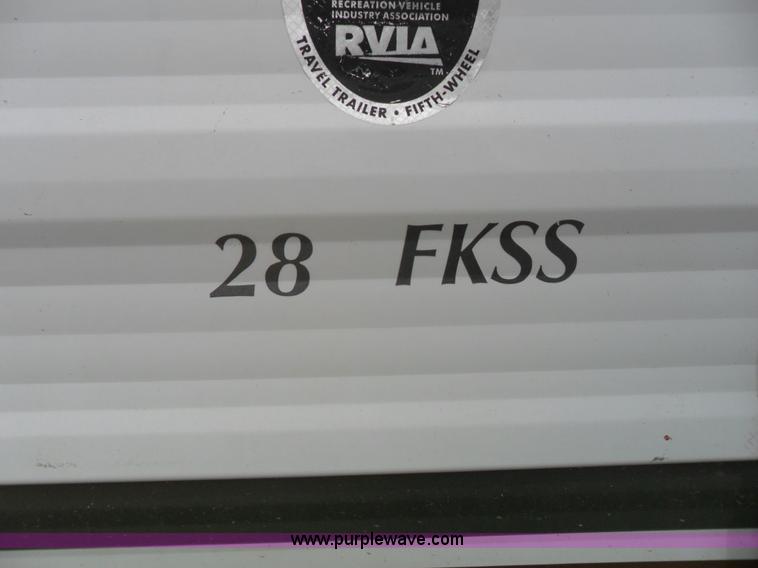 RECREATION VEHICLE
INDUSTRY ASSOCIATION
RVIA
TM
TRAVEL TRAILER • FIFTH-WHEEL
28 FKSS
www.purplewave.com